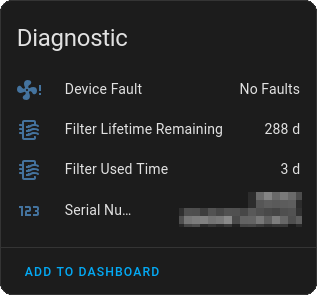 Diagnostic
Device Fault No Faults
Filter Lifetime Remaining 288 d
Filter Used Time 3 d
123 Serial Nu…
ADD TO DASHBOARD